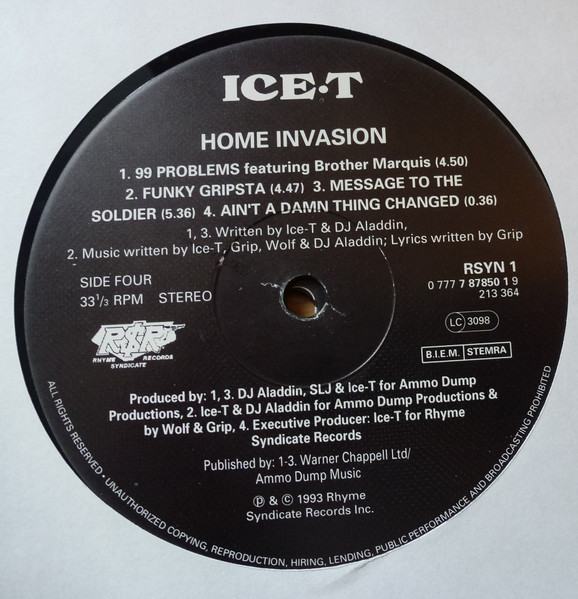 ICE·T
HOME INVASION
1. 99 PROBLEMS featuring Brother Marquis (4.50)
2. FUNKY GRIPSTA (4.47) 3. MESSAGE TO THE
SOLDIER (5.36) 4. AIN'T A DAMN THING CHANGED (0.36)
1, 3. Written by Ice-T & DJ Aladdin,
2. Music written by Ice-T, Grip, Wolf & DJ Aladdin; Lyrics written by Grip
SIDE FOUR
33 1/3 RPM STEREO
RSYN 1
0 777 7 87850 1 9
213 364
LC 3098
B.I.E.M. STEMRA
R$R
RHYME RECORDS
SYNDICATE
Produced by: 1, 3. DJ Aladdin, SLJ & Ice-T for Ammo Dump
Productions, 2. Ice-T & DJ Aladdin for Ammo Dump Productions &
by Wolf & Grip, 4. Executive Producer: Ice-T for Rhyme
Syndicate Records
Published by: 1-3. Warner Chappell Ltd/
Ammo Dump Music
℗ & © 1993 Rhyme
Syndicate Records Inc.
ALL RIGHTS RESERVED • UNAUTHORIZED COPYING, REPRODUCTION, HIRING, LENDING, PUBLIC PERFORMANCE AND BROADCASTING PROHIBITED